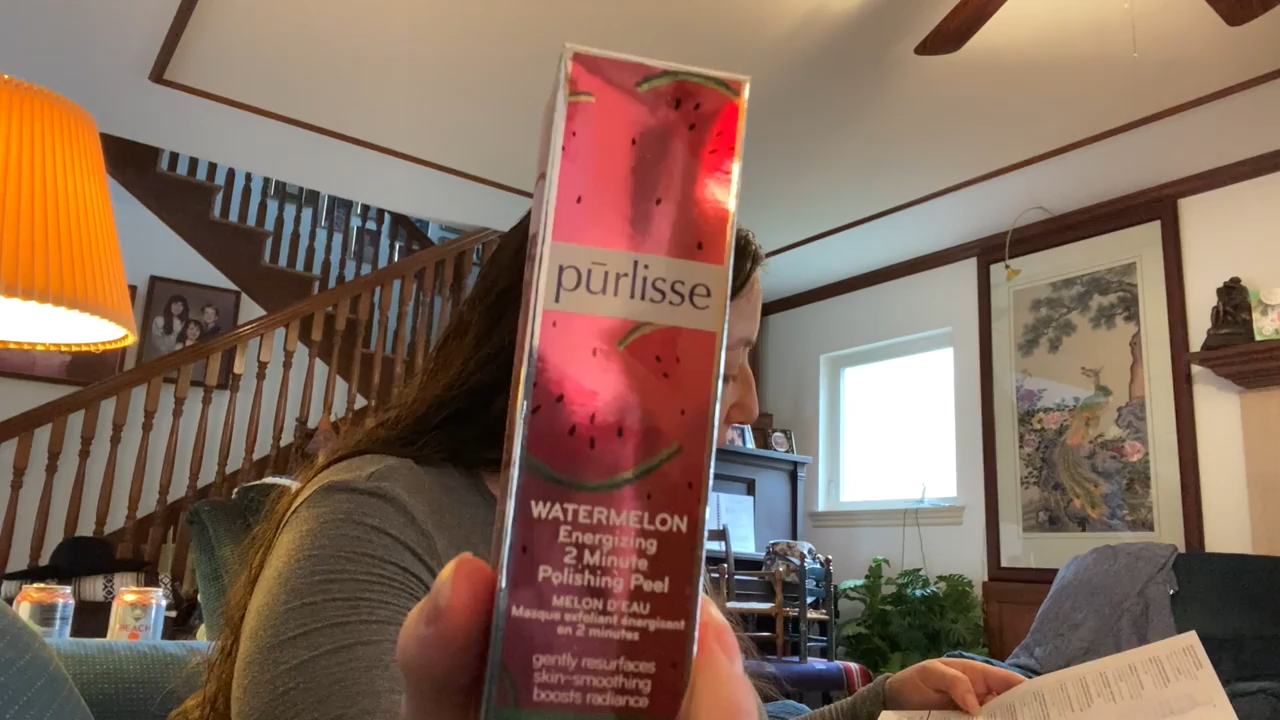 pūrlisse
WATERMELON
Energizing
2 Minute
Polishing Peel
MELON D'EAU
Masque exfoliant énergisant
en 2 minutes
gently resurfaces
skin-smoothing
boosts radiance
PEACH